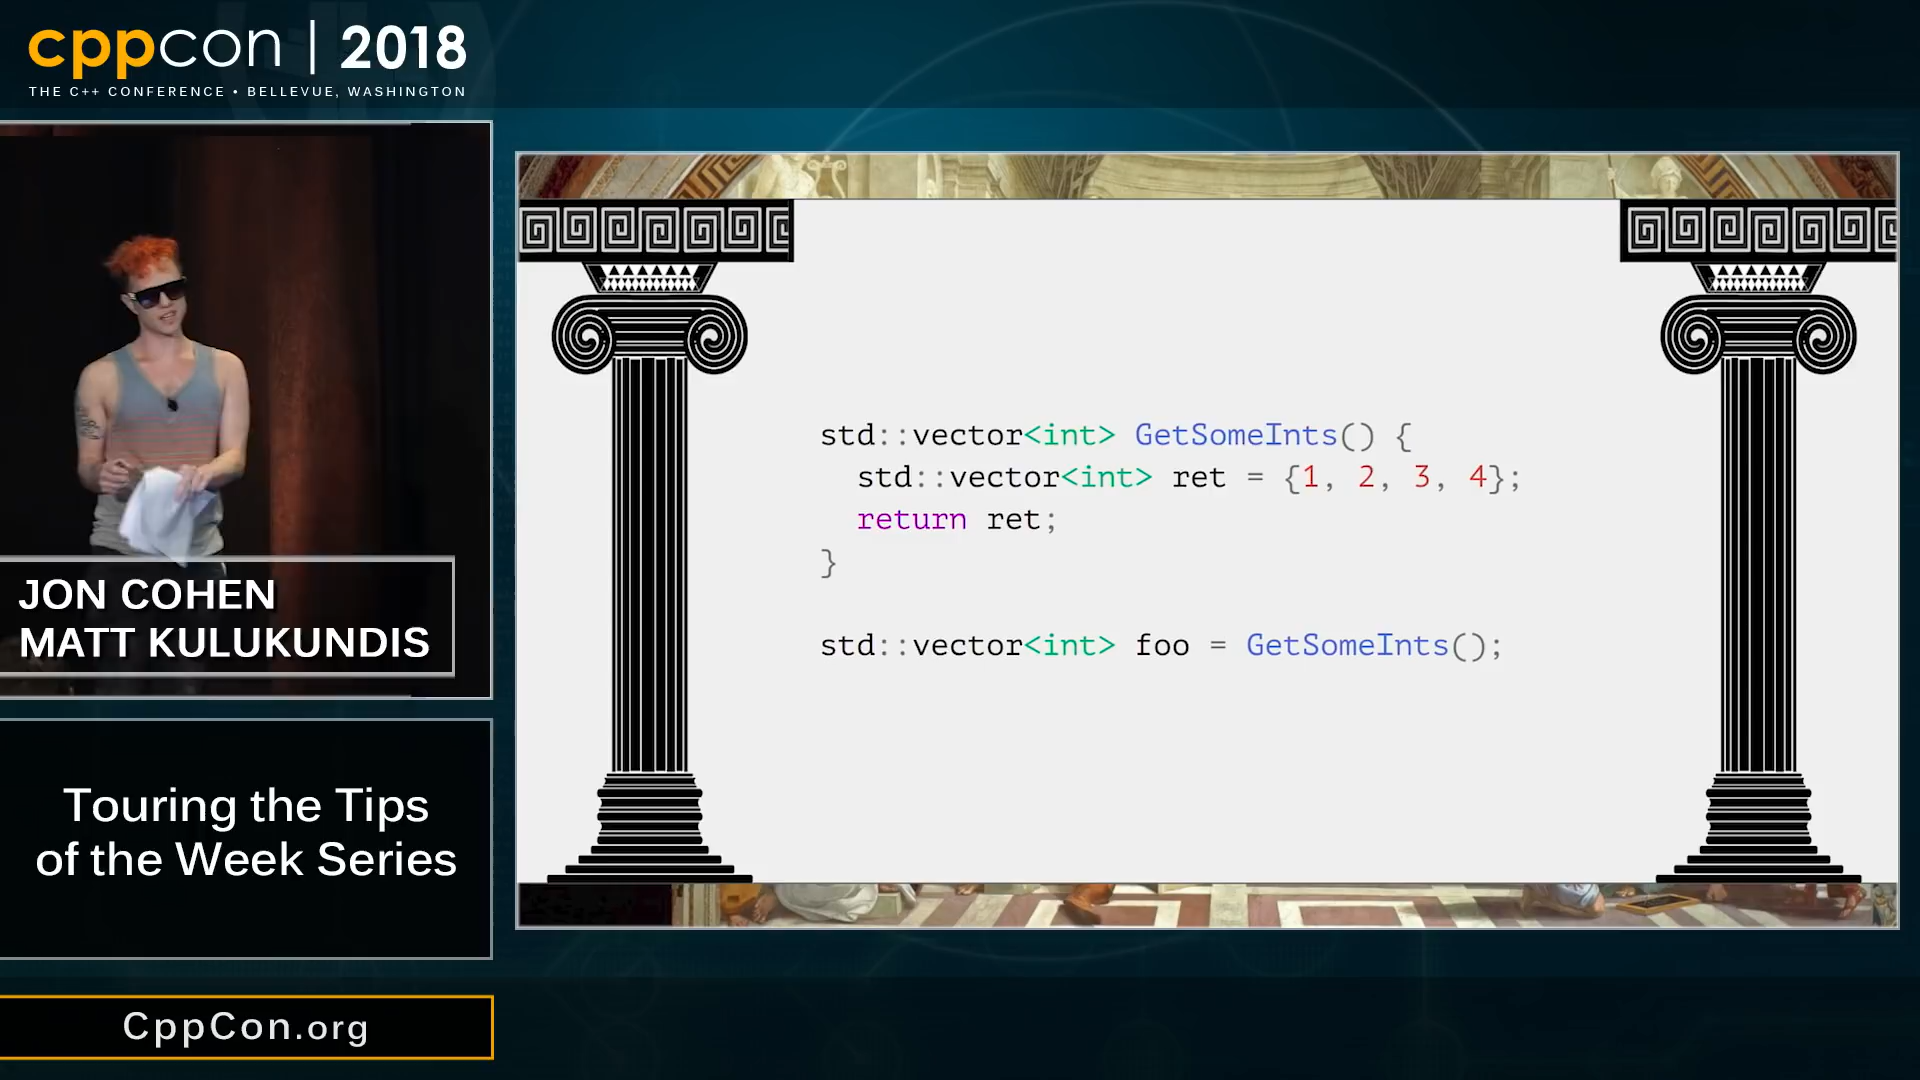 cppcon | 2018
THE C++ CONFERENCE • BELLEVUE, WASHINGTON
JON COHEN
MATT KULUKUNDIS
Touring the Tips
of the Week Series
CppCon.org
std::vector<int> GetSomeInts() {
  std::vector<int> ret = {1, 2, 3, 4};
  return ret;
}
std::vector<int> foo = GetSomeInts();